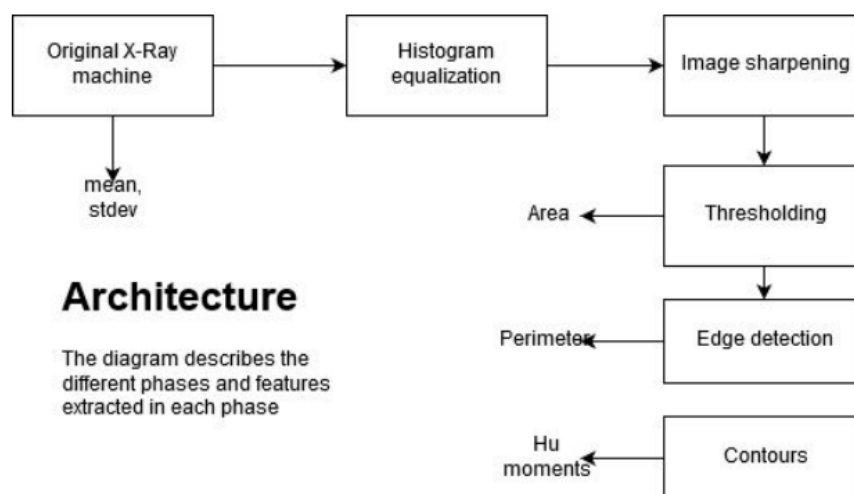 Original X-Ray
machine
Histogram
equalization
Image sharpening
mean,
stdev
Area
Thresholding
Architecture
The diagram describes the
different phases and features
extracted in each phase
Perimeter
Edge detection
Hu
moments
Contours